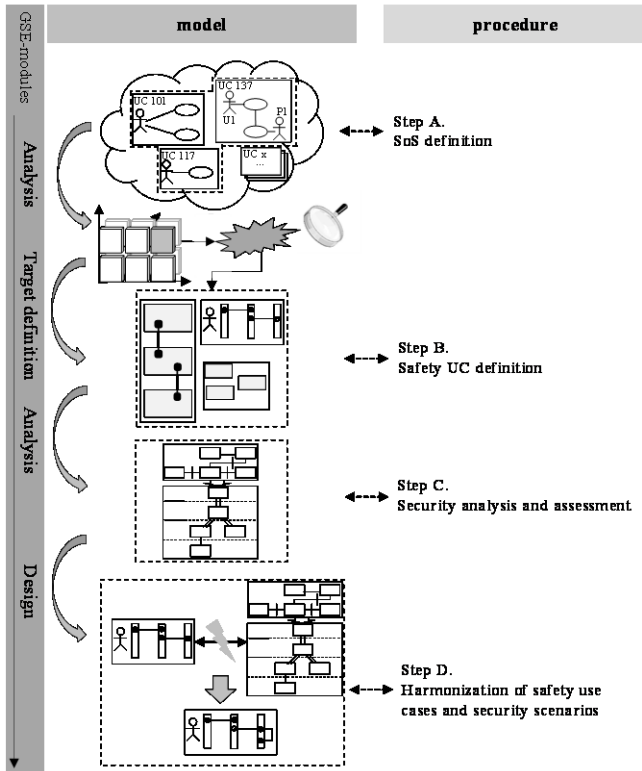 GSE-modules
model
procedure
UC 101
UC 137
U1
P1
UC 117
UC x
...
Analysis
Step A.
SoS definition
Target definition
Step B.
Safety UC definition
Analysis
Step C.
Security analysis and assessment
Design
Step D.
Harmonization of safety use
cases and security scenarios